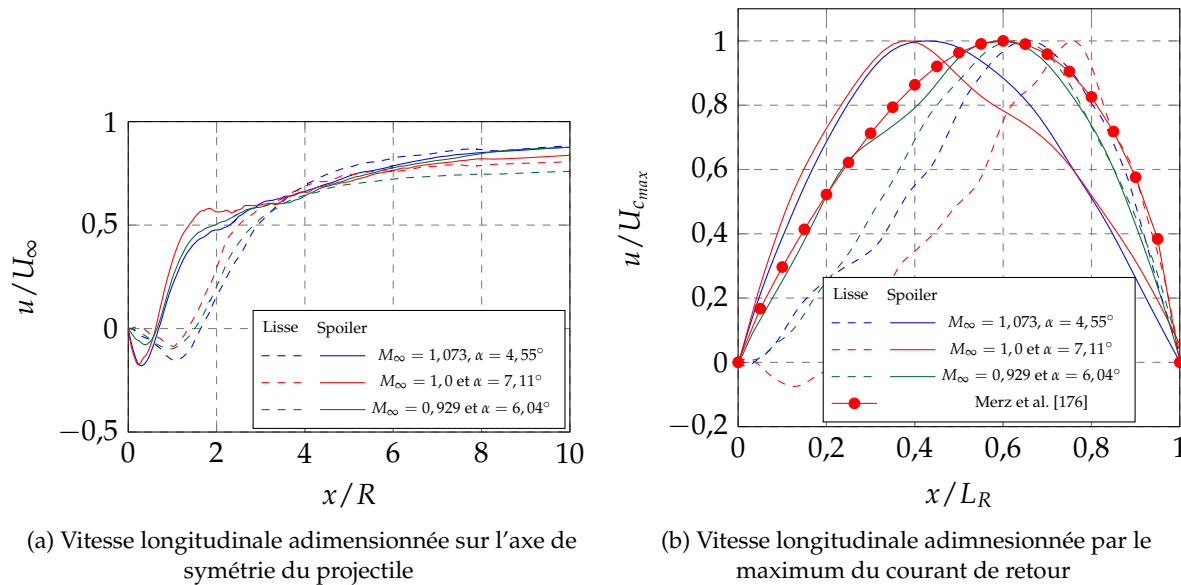 1
0,5
0
−0,5
0
2
4
6
8
10
u/U∞
x/R
Lisse Spoiler
M∞ = 1,073, α = 4,55°
M∞ = 1,0 et α = 7,11°
M∞ = 0,929 et α = 6,04°
(a) Vitesse longitudinale adimensionnée sur l'axe de
symétrie du projectile
1
0,8
0,6
0,4
0,2
0
−0,2
0
0,2
0,4
0,6
0,8
1
u/Ucmax
x/LR
Lisse Spoiler
M∞ = 1,073, α = 4,55°
M∞ = 1,0 et α = 7,11°
M∞ = 0,929 et α = 6,04°
Merz et al. [176]
(b) Vitesse longitudinale adimnesionnée par le
maximum du courant de retour